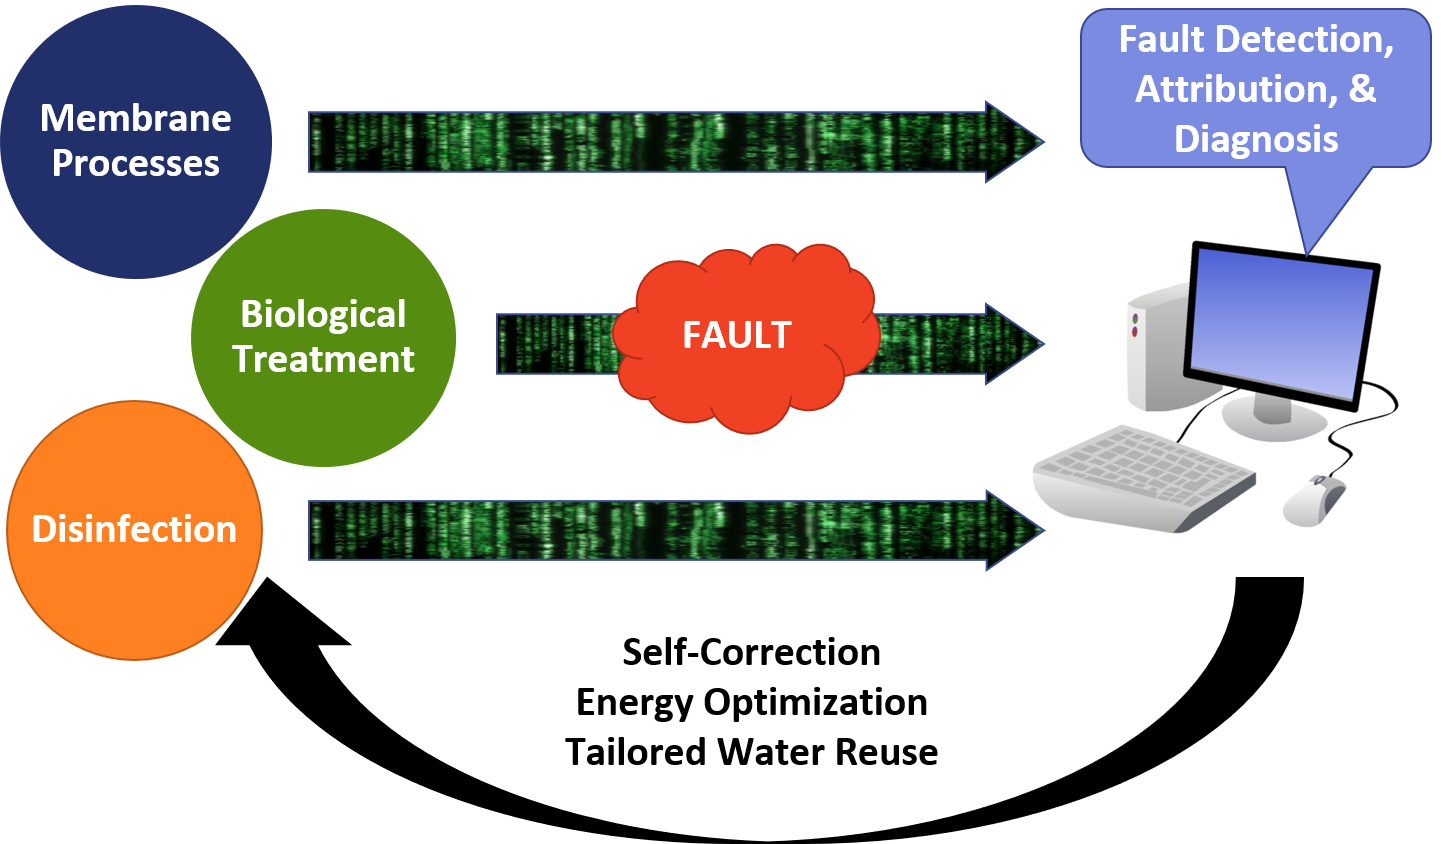 Membrane
Processes
Fault Detection,
Attribution, &
Diagnosis
Biological
Treatment
FAULT
Disinfection
Self-Correction
Energy Optimization
Tailored Water Reuse